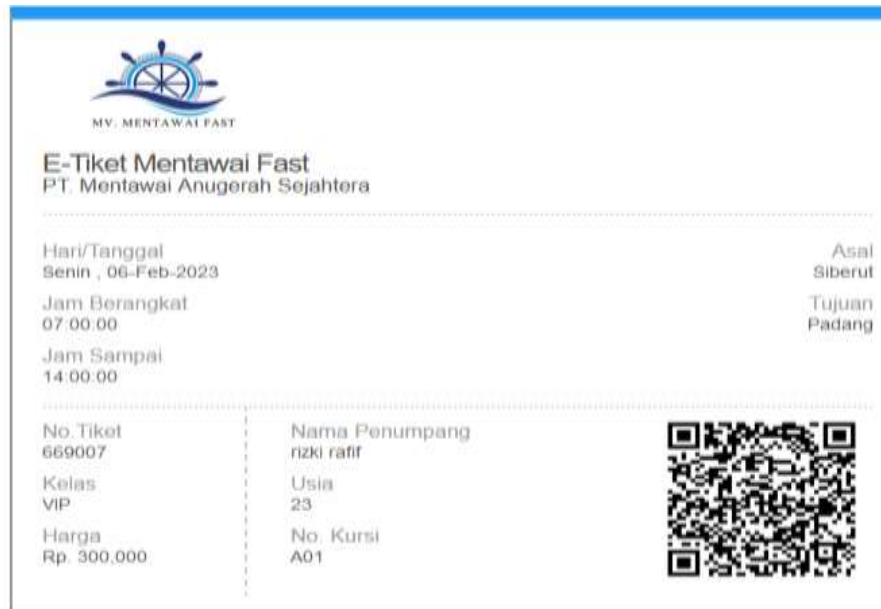 MV. MENTAWAI FAST
E-Tiket Mentawai Fast
PT. Mentawai Anugerah Sejahtera
Hari/Tanggal
Senin , 06-Feb-2023
Asal
Siberut
Jam Berangkat
07:00:00
Tujuan
Padang
Jam Sampai
14:00:00
No.Tiket
669007
Nama Penumpang
rizki rafif
Kelas
VIP
Usia
23
Harga
Rp. 300,000
No. Kursi
A01